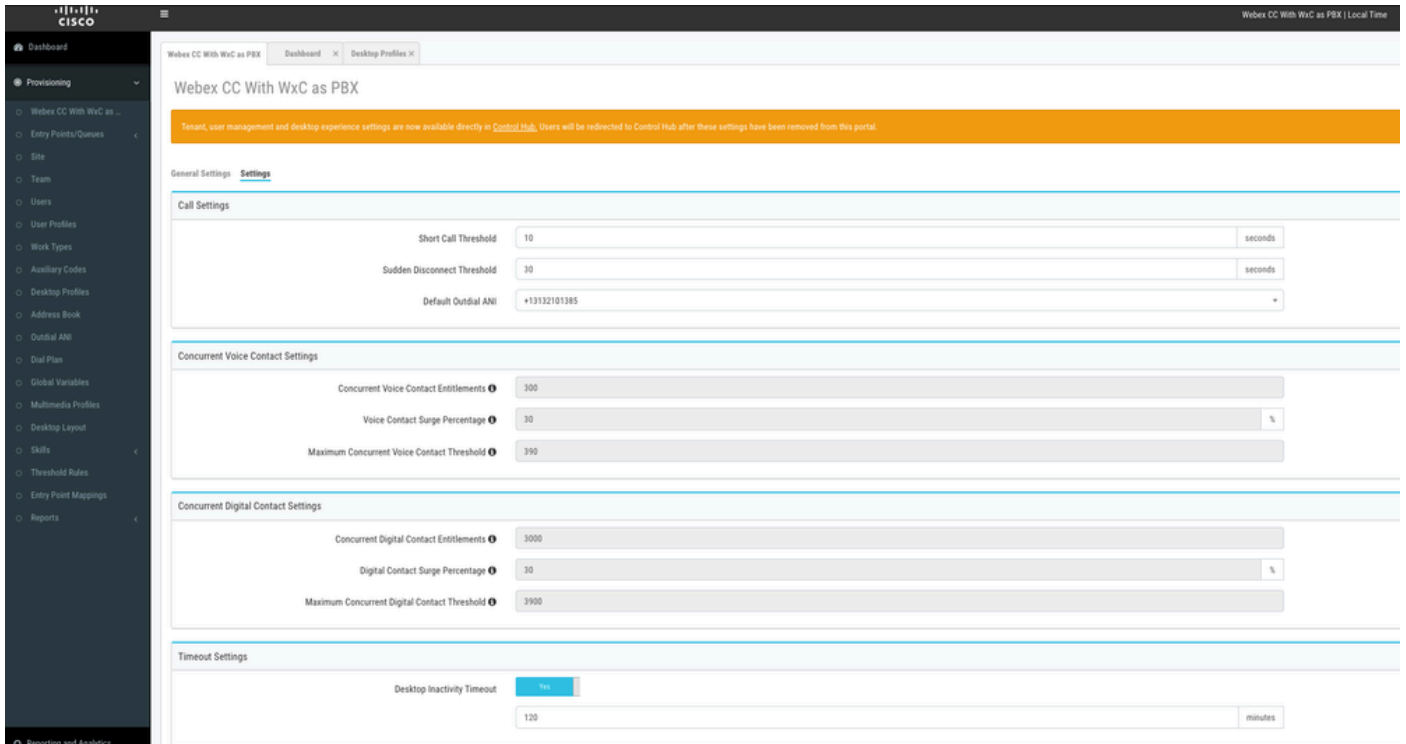 CISCO
Webex CC With WxC as PBX | Local Time
Dashboard
Provisioning
Webex CC With WxC as ..
Entry Points/Queues
Site
Team
Users
User Profiles
Work Types
Auxiliary Codes
Desktop Profiles
Address Book
Outdial ANI
Dial Plan
Global Variables
Multimedia Profiles
Desktop Layout
Skills
Threshold Rules
Entry Point Mappings
Reports
Reporting and Analytics
Webex CC With WxC as PBX Dashboard × Desktop Profiles ×
Webex CC With WxC as PBX
Tenant, user management and desktop experience settings are now available directly in Control Hub. Users will be redirected to Control Hub after these settings have been removed from this portal.
General Settings Settings
Call Settings
Short Call Threshold 10 seconds
Sudden Disconnect Threshold 30 seconds
Default Outdial ANI +13132101385
Concurrent Voice Contact Settings
Concurrent Voice Contact Entitlements 300
Voice Contact Surge Percentage 30 %
Maximum Concurrent Voice Contact Threshold 390
Concurrent Digital Contact Settings
Concurrent Digital Contact Entitlements 3000
Digital Contact Surge Percentage 30 %
Maximum Concurrent Digital Contact Threshold 3900
Timeout Settings
Desktop Inactivity Timeout Yes
120 minutes